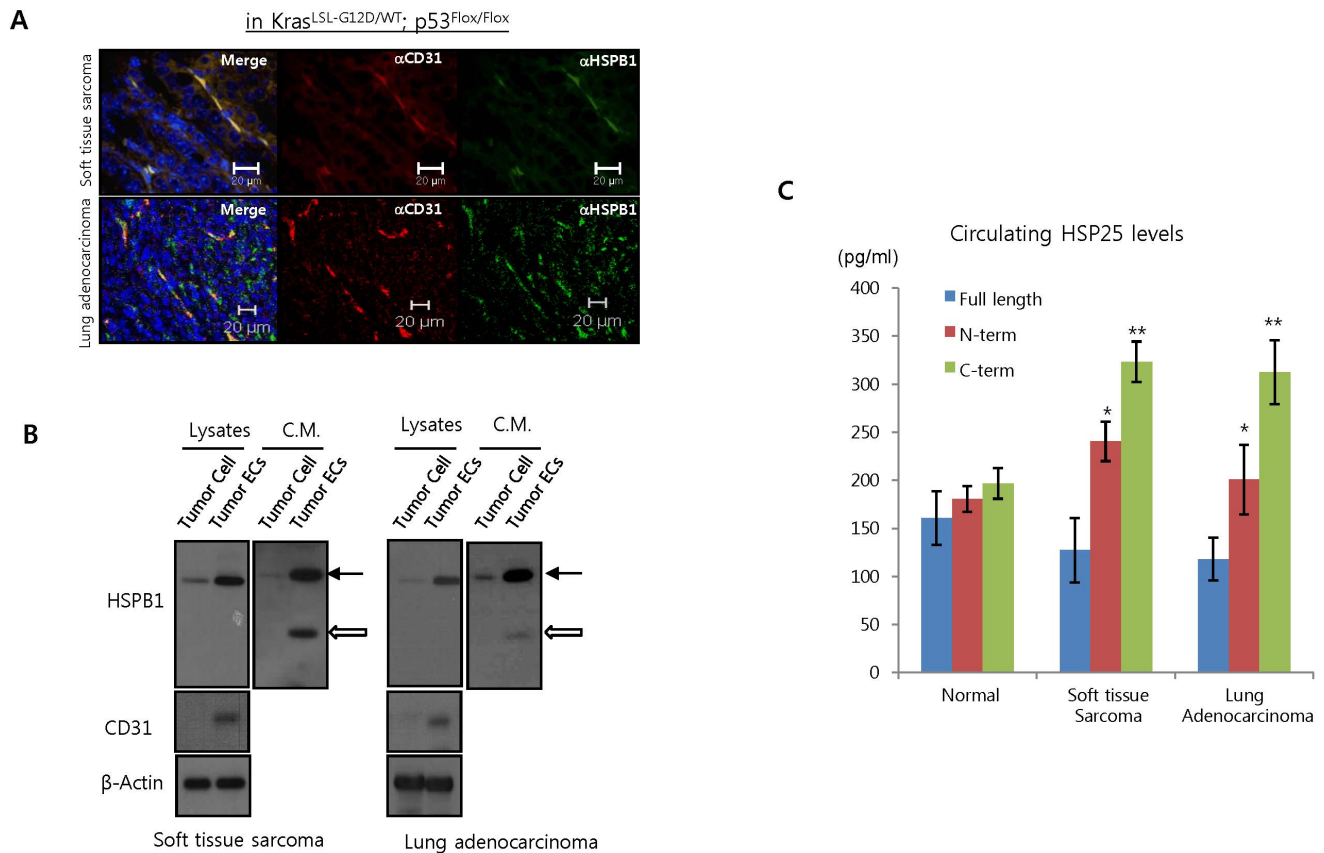 A
in Kras^LSL-G12D/WT; p53^Flox/Flox
Soft tissue sarcoma
Merge
αCD31
αHSPB1
20 μm
20 μm
20 μm
Lung adenocarcinoma
Merge
αCD31
αHSPB1
20 μm
20 μm
20 μm
B
Lysates
C.M.
Lysates
C.M.
Tumor Cell
Tumor ECs
Tumor Cell
Tumor ECs
Tumor Cell
Tumor ECs
Tumor Cell
Tumor ECs
HSPB1
CD31
β-Actin
Soft tissue sarcoma
Lung adenocarcinoma
C
Circulating HSP25 levels
(pg/ml)
400
350
300
250
200
150
100
50
0
Full length
N-term
C-term
*
**
*
**
Normal
Soft tissue
Sarcoma
Lung
Adenocarcinoma